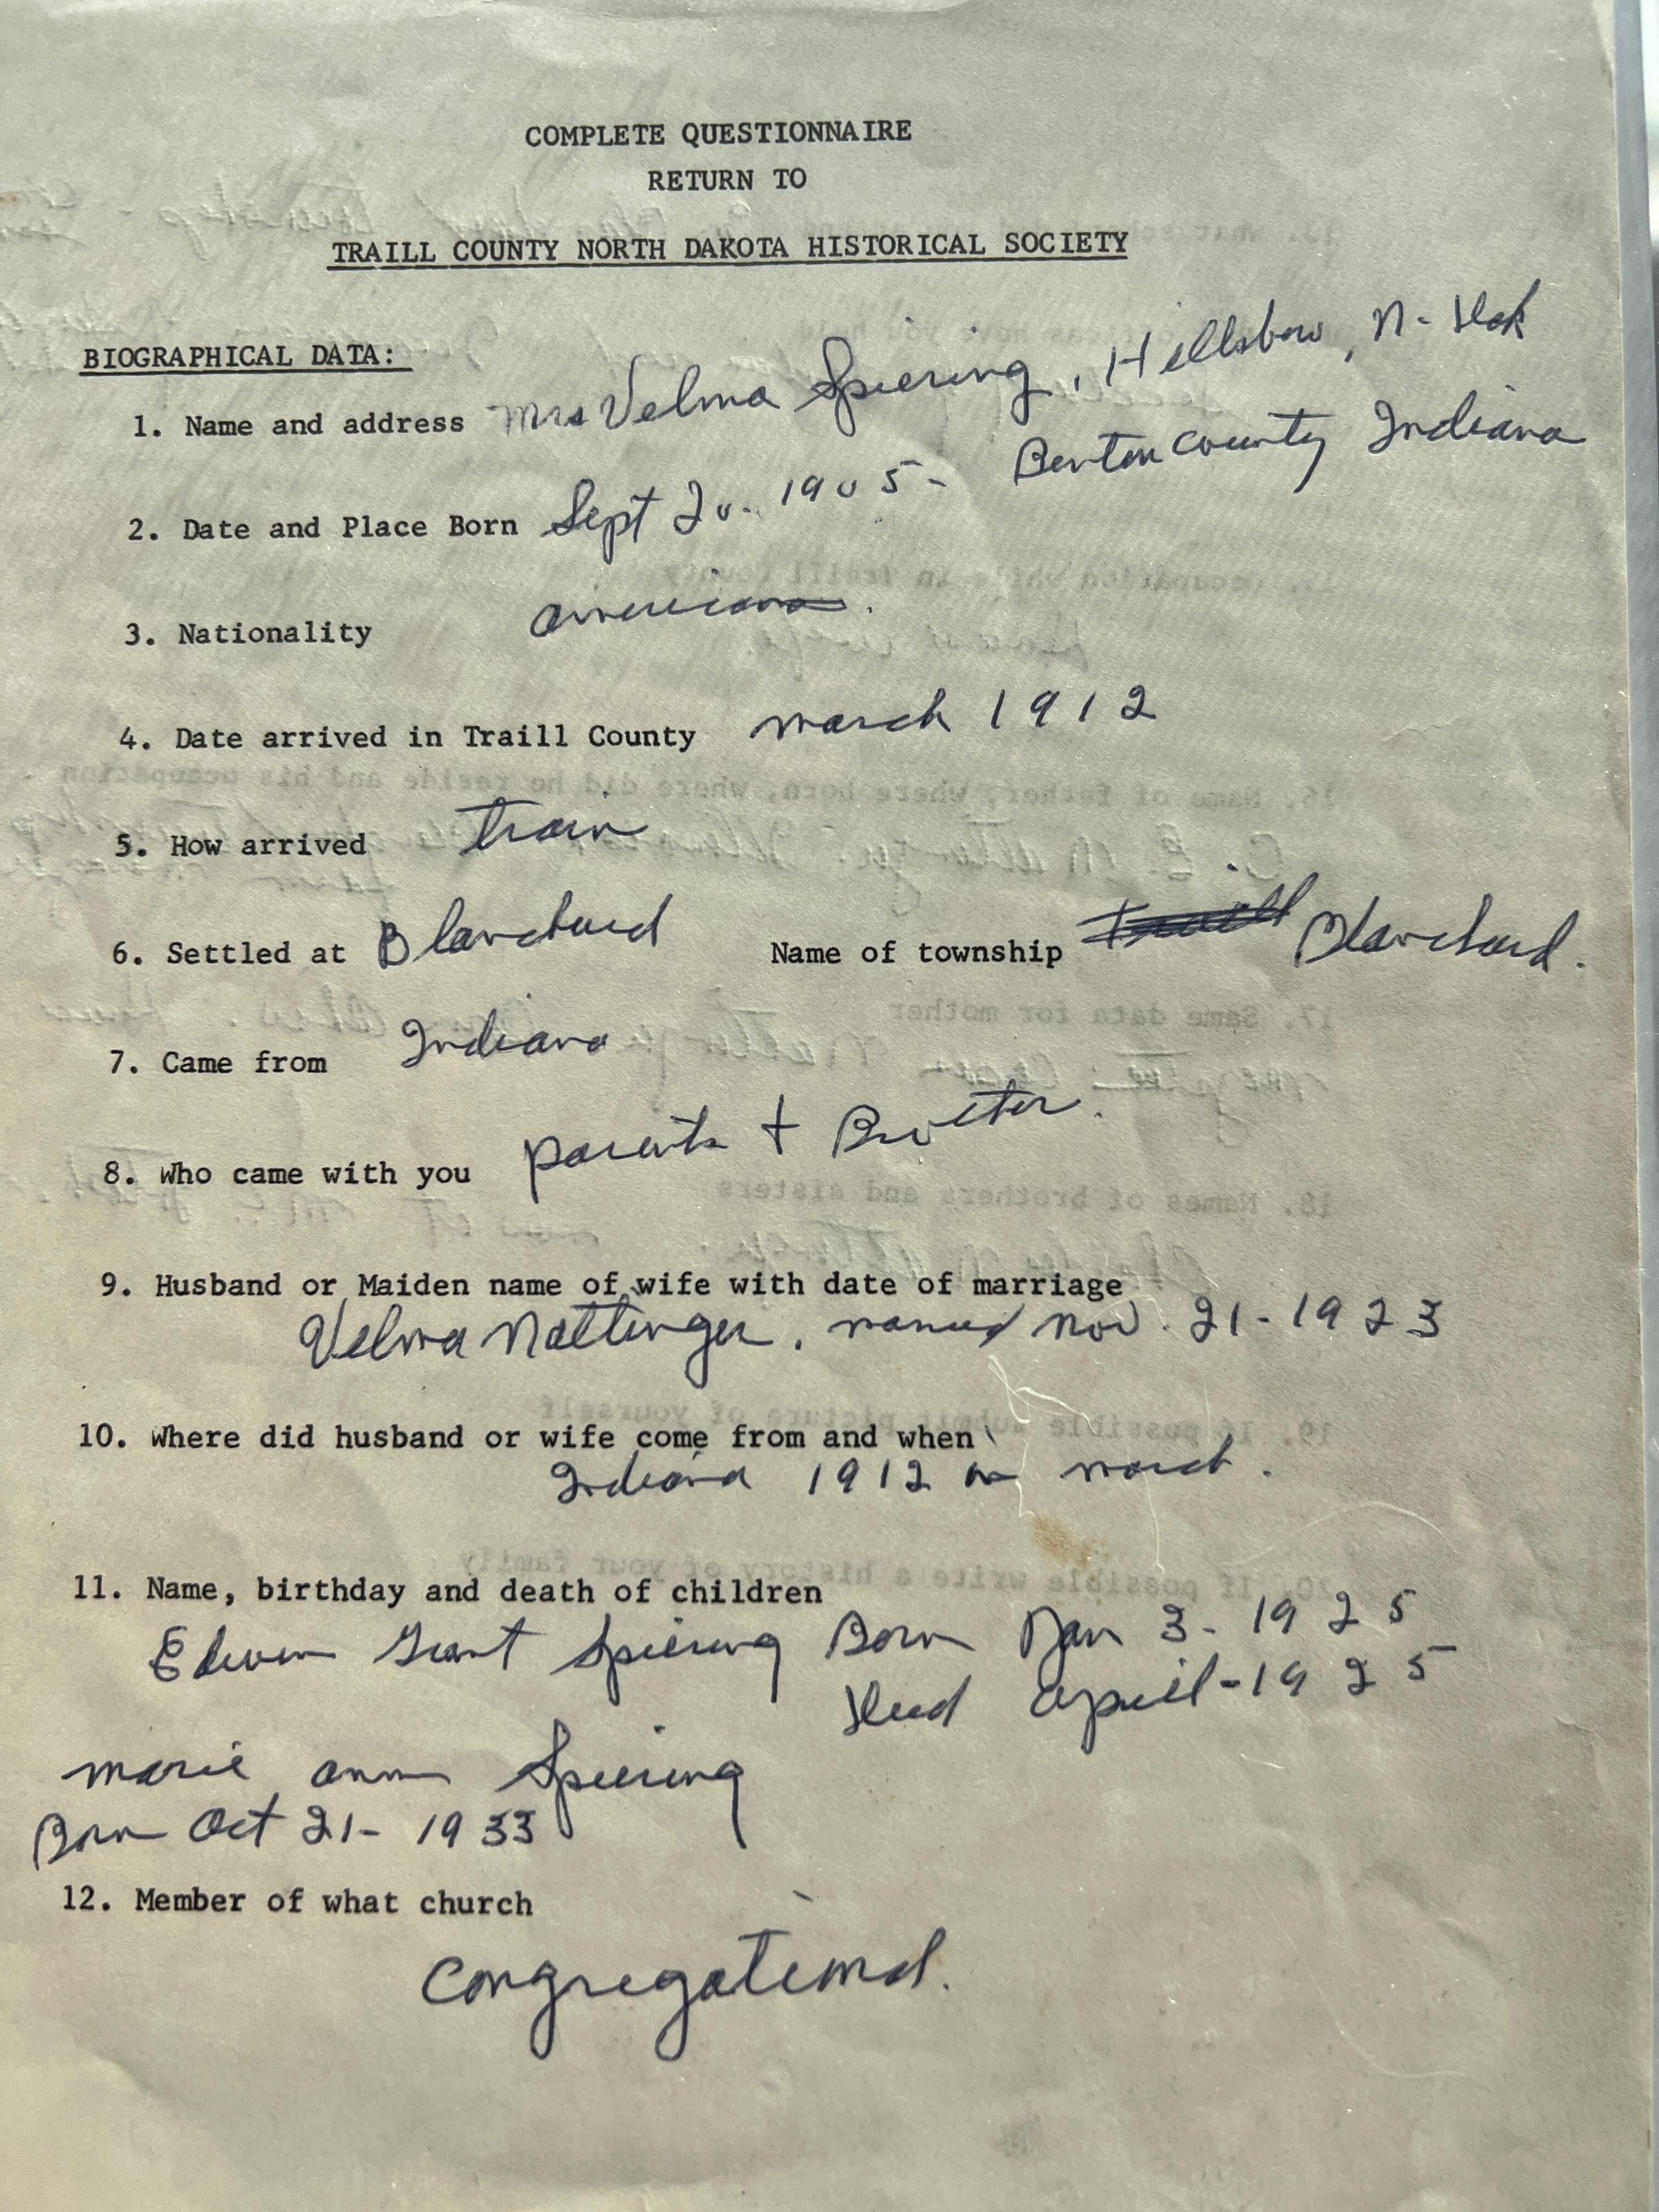 COMPLETE QUESTIONNAIRE
RETURN TO
TRAILL COUNTY NORTH DAKOTA HISTORICAL SOCIETY
BIOGRAPHICAL DATA:
1. Name and address Mrs Velma Spiering, Hillsboro, N-Dak
2. Date and Place Born Sept 20. 1905- Benton County Indiana
3. Nationality american.
4. Date arrived in Traill County march 1912
5. How arrived train
6. Settled at Blanchard Name of township Traill Blanchard.
7. Came from Indiana
8. Who came with you parents + Brother.
9. Husband or Maiden name of wife with date of marriage
Velma Nattinger, married Nov. 21-1923
10. Where did husband or wife come from and when
Indiana 1912 in march.
11. Name, birthday and death of children
Edwin Grant Spiering Born Jan 3-1925
Died April-1925
marie ann Spiering
Born Oct 21-1933
12. Member of what church
Congregational.